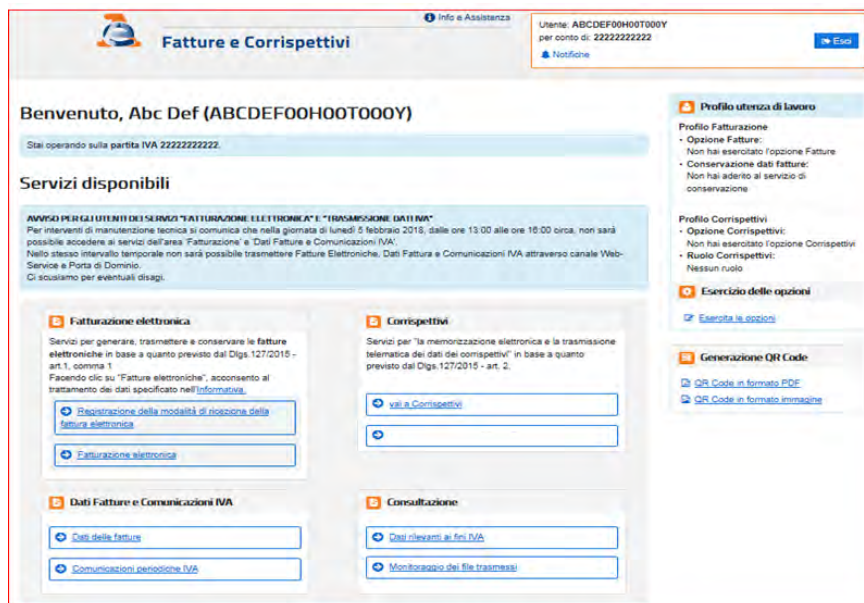 Info e Assistenza
Utente: ABCDEF00H00T000Y
per conto di: 22222222222
Notifiche
Esci
Fatture e Corrispettivi
Benvenuto, Abc Def (ABCDEF00H00T000Y)
Stai operando sulla partita IVA 22222222222.
Servizi disponibili
AVVISO PER GLI UTENTI DEI SERVIZI "FATTURAZIONE ELETTRONICA" E "TRASMISSIONE DATI IVA"
Per interventi di manutenzione tecnica si comunica che nella giornata di lunedì 5 febbraio 2018, dalle ore 13:00 alle ore 16:00 circa, non sarà
possibile accedere ai servizi dell'area 'Fatturazione' e 'Dati Fatture e Comunicazioni IVA'.
Nello stesso intervallo temporale non sarà possibile trasmettere Fatture Elettroniche, Dati Fattura e Comunicazioni IVA attraverso canale Web-
Service e Porta di Dominio.
Ci scusiamo per eventuali disagi.
Fatturazione elettronica
Servizi per generare, trasmettere e conservare le fatture
elettroniche in base a quanto previsto dal Dlgs.127/2015 -
art.1, comma 1
Facendo clic su "Fatture elettroniche", acconsento al
trattamento dei dati specificato nell'Informativa.
Registrazione della modalità di ricezione della
fattura elettronica
Fatturazione elettronica
Corrispettivi
Servizi per "la memorizzazione elettronica e la trasmissione
telematica dei dati dei corrispettivi" in base a quanto
previsto dal Dlgs.127/2015 - art. 2.
vai a Corrispettivi
Dati Fatture e Comunicazioni IVA
Dati delle fatture
Comunicazioni periodiche IVA
Consultazione
Dati rilevanti ai fini IVA
Monitoraggio dei file trasmessi
Profilo utenza di lavoro
Profilo Fatturazione
• Opzione Fatture:
Non hai esercitato l'opzione Fatture
• Conservazione dati fatture:
Non hai aderito al servizio di
conservazione
Profilo Corrispettivi
• Opzione Corrispettivi:
Non hai esercitato l'opzione Corrispettivi
• Ruolo Corrispettivi:
Nessun ruolo
Esercizio delle opzioni
Esercita le opzioni
Generazione QR Code
QR Code in formato PDF
QR Code in formato immagine